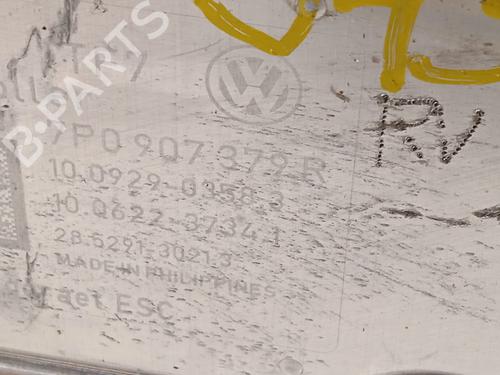 B-PARTS
7P0 907 379 R
10.0929-0358.3
10.0622-3734.1
28.5291-3021.3
MADE IN PHILIPPINES
ESC
RV